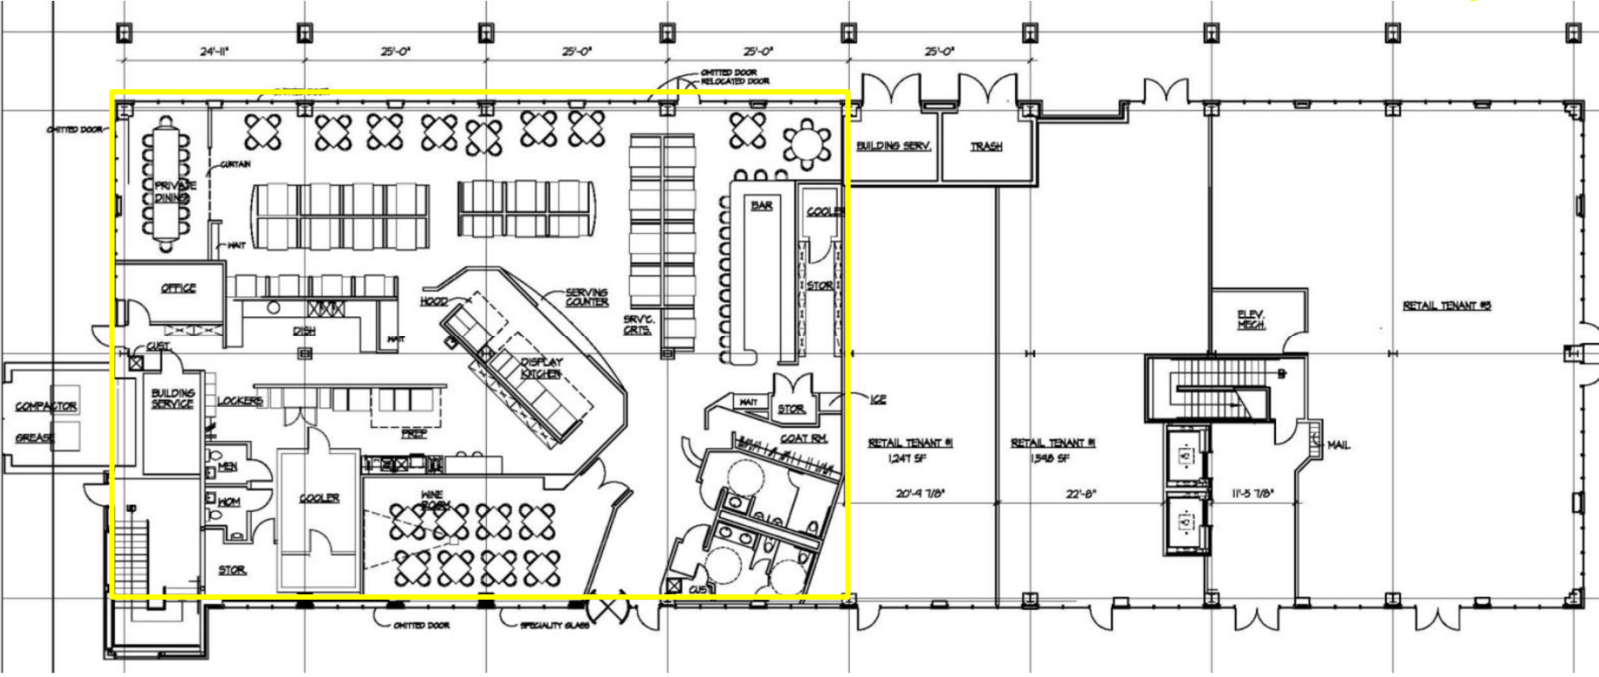 24'-11"
25'-0"
25'-0"
25'-0"
25'-0"
OMITTED DOOR
RELOCATED DOOR
OMITTED DOOR
BUILDING SERV.
TRASH
CURTAIN
PRIVATE
DINING
BAR
COOLER
WAIT
OFFICE
HOOD
SERVING
COUNTER
STOR.
SRV'C.
CRTS.
RETAIL TENANT #3
DISH
WAIT
ELEV.
MECH.
CUST.
DISPLAY
KITCHEN
BUILDING
SERVICE
LOCKERS
COMPACTOR
GREASE
WAIT
STOR.
ICE
PREP
COAT RM.
RETAIL TENANT #1
1,247 SF
RETAIL TENANT #1
1,548 SF
MAIL
MEN
WOM
COOLER
WINE
ROOM
20'-9 7/8"
22'-8"
11'-5 7/8"
UP
STOR.
CUS
OMITTED DOOR
SPECIALITY GLASS